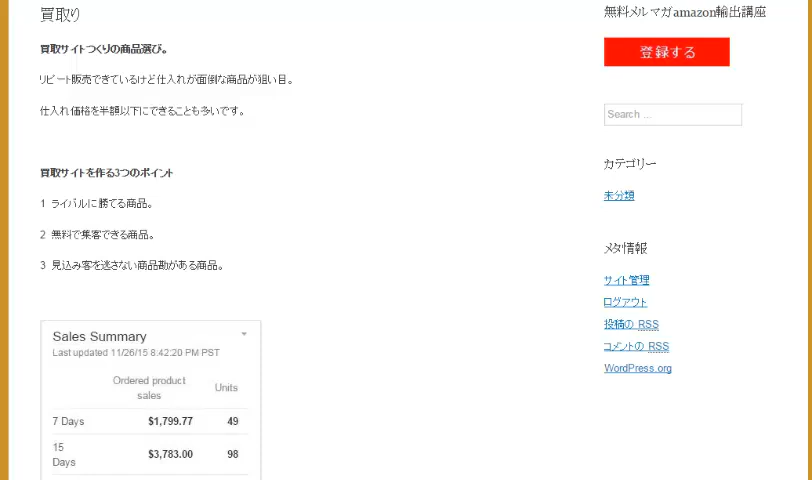 買取り
買取サイトつくりの商品選び。
リピート販売できているけど仕入れが面倒な商品が狙い目。
仕入れ価格を半額以下にできることも多いです。
買取サイトを作る3つのポイント
1 ライバルに勝てる商品。
2 無料で集客できる商品。
3 見込み客を逃さない商品勘がある商品。
Sales Summary
Last updated 11/26/15 8:42:20 PM PST
Ordered product sales Units
7 Days $1,799.77 49
15 Days $3,783.00 98
無料メルマガamazon輸出講座
登録する
Search ...
カテゴリー
未分類
メタ情報
サイト管理
ログアウト
投稿の RSS
コメントの RSS
WordPress.org